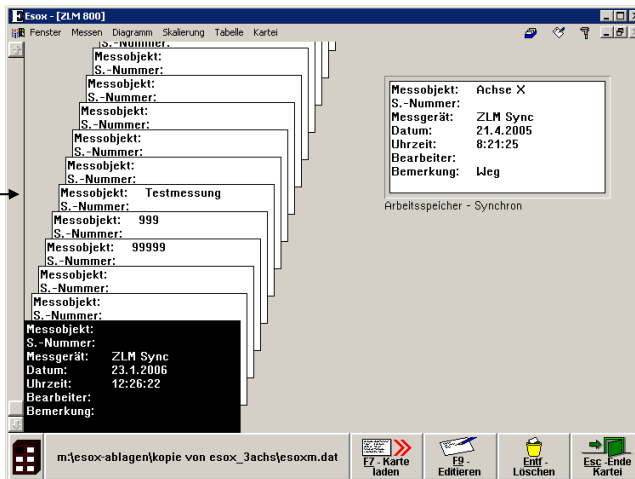 Esox - [ZLM 800]
Fenster Messen Diagramm Skalierung Tabelle Kartei
S.-Nummer:
Messobjekt:
S.-Nummer:
Messobjekt:
S.-Nummer:
Messobjekt:
S.-Nummer:
Messobjekt:
S.-Nummer:
Messobjekt:
S.-Nummer:
Messobjekt: Testmessung
S.-Nummer:
Messobjekt: 999
S.-Nummer:
Messobjekt: 99999
S.-Nummer:
Messobjekt:
S.-Nummer:
Messobjekt:
S.-Nummer:
Messobjekt:
S.-Nummer:
Messgerät: ZLM Sync
Datum: 23.1.2006
Uhrzeit: 12:26:22
Bearbeiter:
Bemerkung:
Messobjekt: Achse X
S.-Nummer:
Messgerät: ZLM Sync
Datum: 21.4.2005
Uhrzeit: 8:21:25
Bearbeiter:
Bemerkung: Weg
Arbeitsspeicher - Synchron
m:\esox-ablagen\kopie von esox_3achs\esoxm.dat
F7 - Karte laden
F9 - Editieren
Entf - Löschen
Esc -Ende Kartei